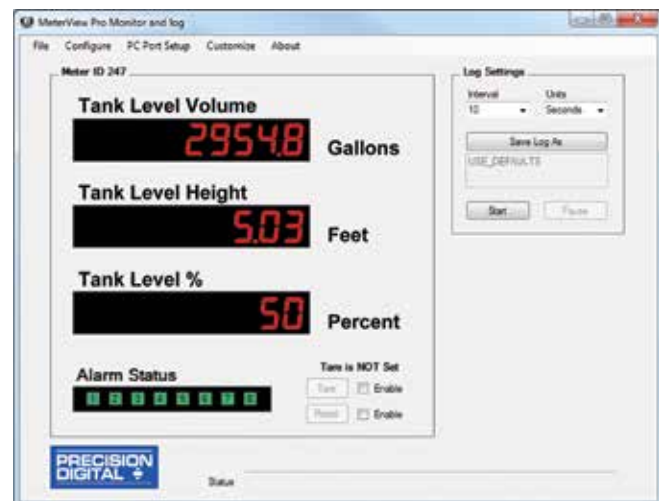 MeterView Pro Monitor and log
File Configure PC Port Setup Customize About
Meter ID 247
Tank Level Volume
2954.8 Gallons
Tank Level Height
5.03 Feet
Tank Level %
50 Percent
Alarm Status
1 2 3 4 5 6 7 8
Tare is NOT Set
Tare Enable
Reset Enable
Log Settings
Interval Units
10 Seconds
Save Log As
USE_DEFAULTS
Start Pause
PRECISION
DIGITAL
Status